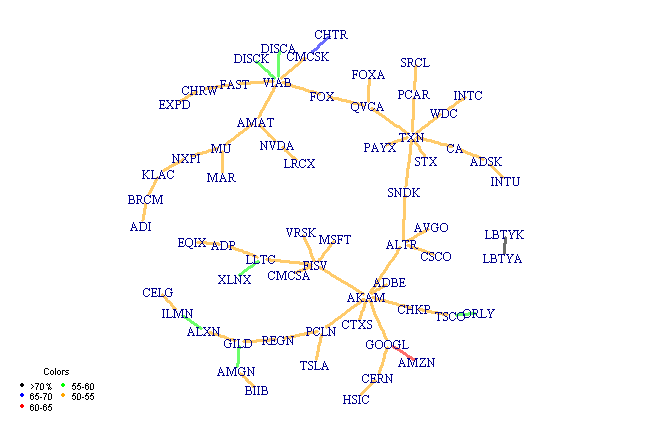 CHTR
DISCA
DISCK
CMCSK
VIAB
FAST
CHRW
EXPD
FOX
FOXA
QVCA
SRCL
PCAR
INTC
WDC
TXN
PAYX
STX
CA
ADSK
INTU
AMAT
NVDA
LRCX
MU
MAR
NXPI
KLAC
BRCM
ADI
SNDK
AVGO
ALTR
CSCO
LBTYK
LBTYA
VRSK
MSFT
EQIX
ADP
LLTC
FISV
XLNX
CMCSA
ADBE
AKAM
CELG
ILMN
ALXN
GILD
REGN
PCLN
CTXS
CHKP
TSCO
ORLY
GOOGL
AMZN
TSLA
AMGN
BIIB
CERN
HSIC
Colors
>70% 55-60
65-70 50-55
60-65